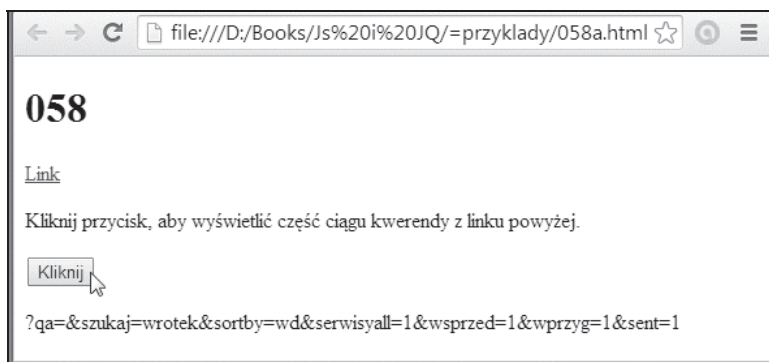 file:///D:/Books/Js%20i%20JQ/=przyklady/058a.html
058
Link
Kliknij przycisk, aby wyświetlić część ciągu kwerendy z linku powyżej.
Kliknij
?qa=&szukaj=wrotek&sortby=wd&serwisyall=1&wsprzed=1&wprzyg=1&sent=1